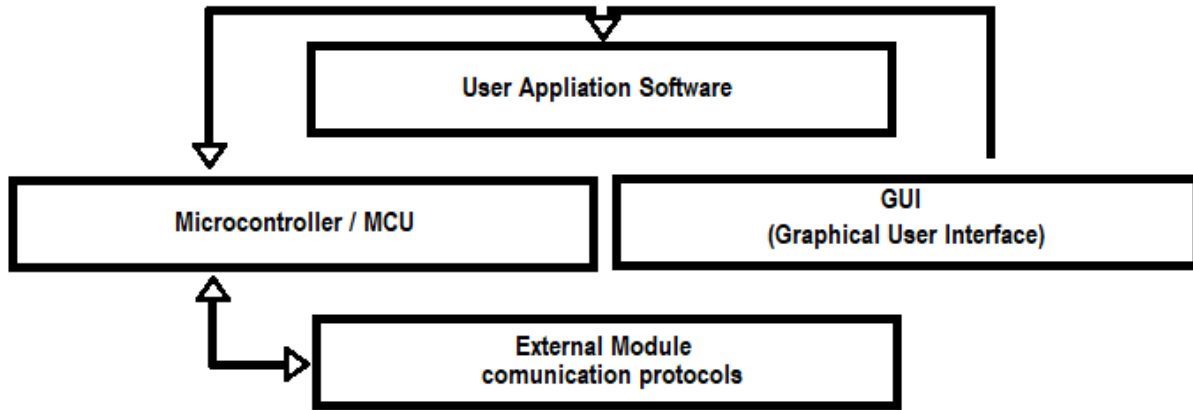 User Appliation Software
Microcontroller / MCU
GUI
(Graphical User Interface)
External Module
comunication protocols